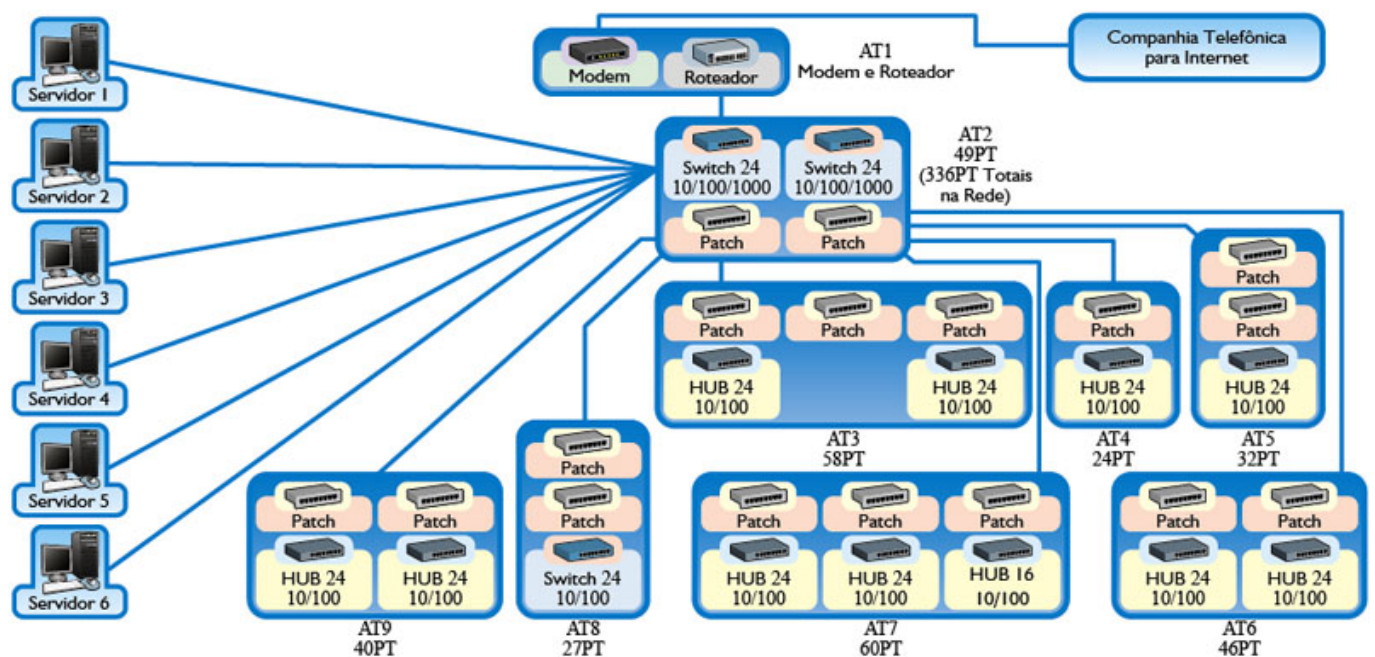 Servidor 1
Servidor 2
Servidor 3
Servidor 4
Servidor 5
Servidor 6
Modem
Roteador
AT1
Modem e Roteador
Companhia Telefônica
para Internet
Switch 24
10/100/1000
Switch 24
10/100/1000
Patch
Patch
AT2
49PT
(336PT Totais
na Rede)
Patch
Patch
Patch
HUB 24
10/100
HUB 24
10/100
AT3
58PT
Patch
HUB 24
10/100
AT4
24PT
Patch
Patch
HUB 24
10/100
AT5
32PT
Patch
Patch
HUB 24
10/100
HUB 24
10/100
AT9
40PT
Patch
Patch
Switch 24
10/100
AT8
27PT
Patch
Patch
Patch
HUB 24
10/100
HUB 24
10/100
HUB 16
10/100
AT7
60PT
Patch
Patch
HUB 24
10/100
HUB 24
10/100
AT6
46PT